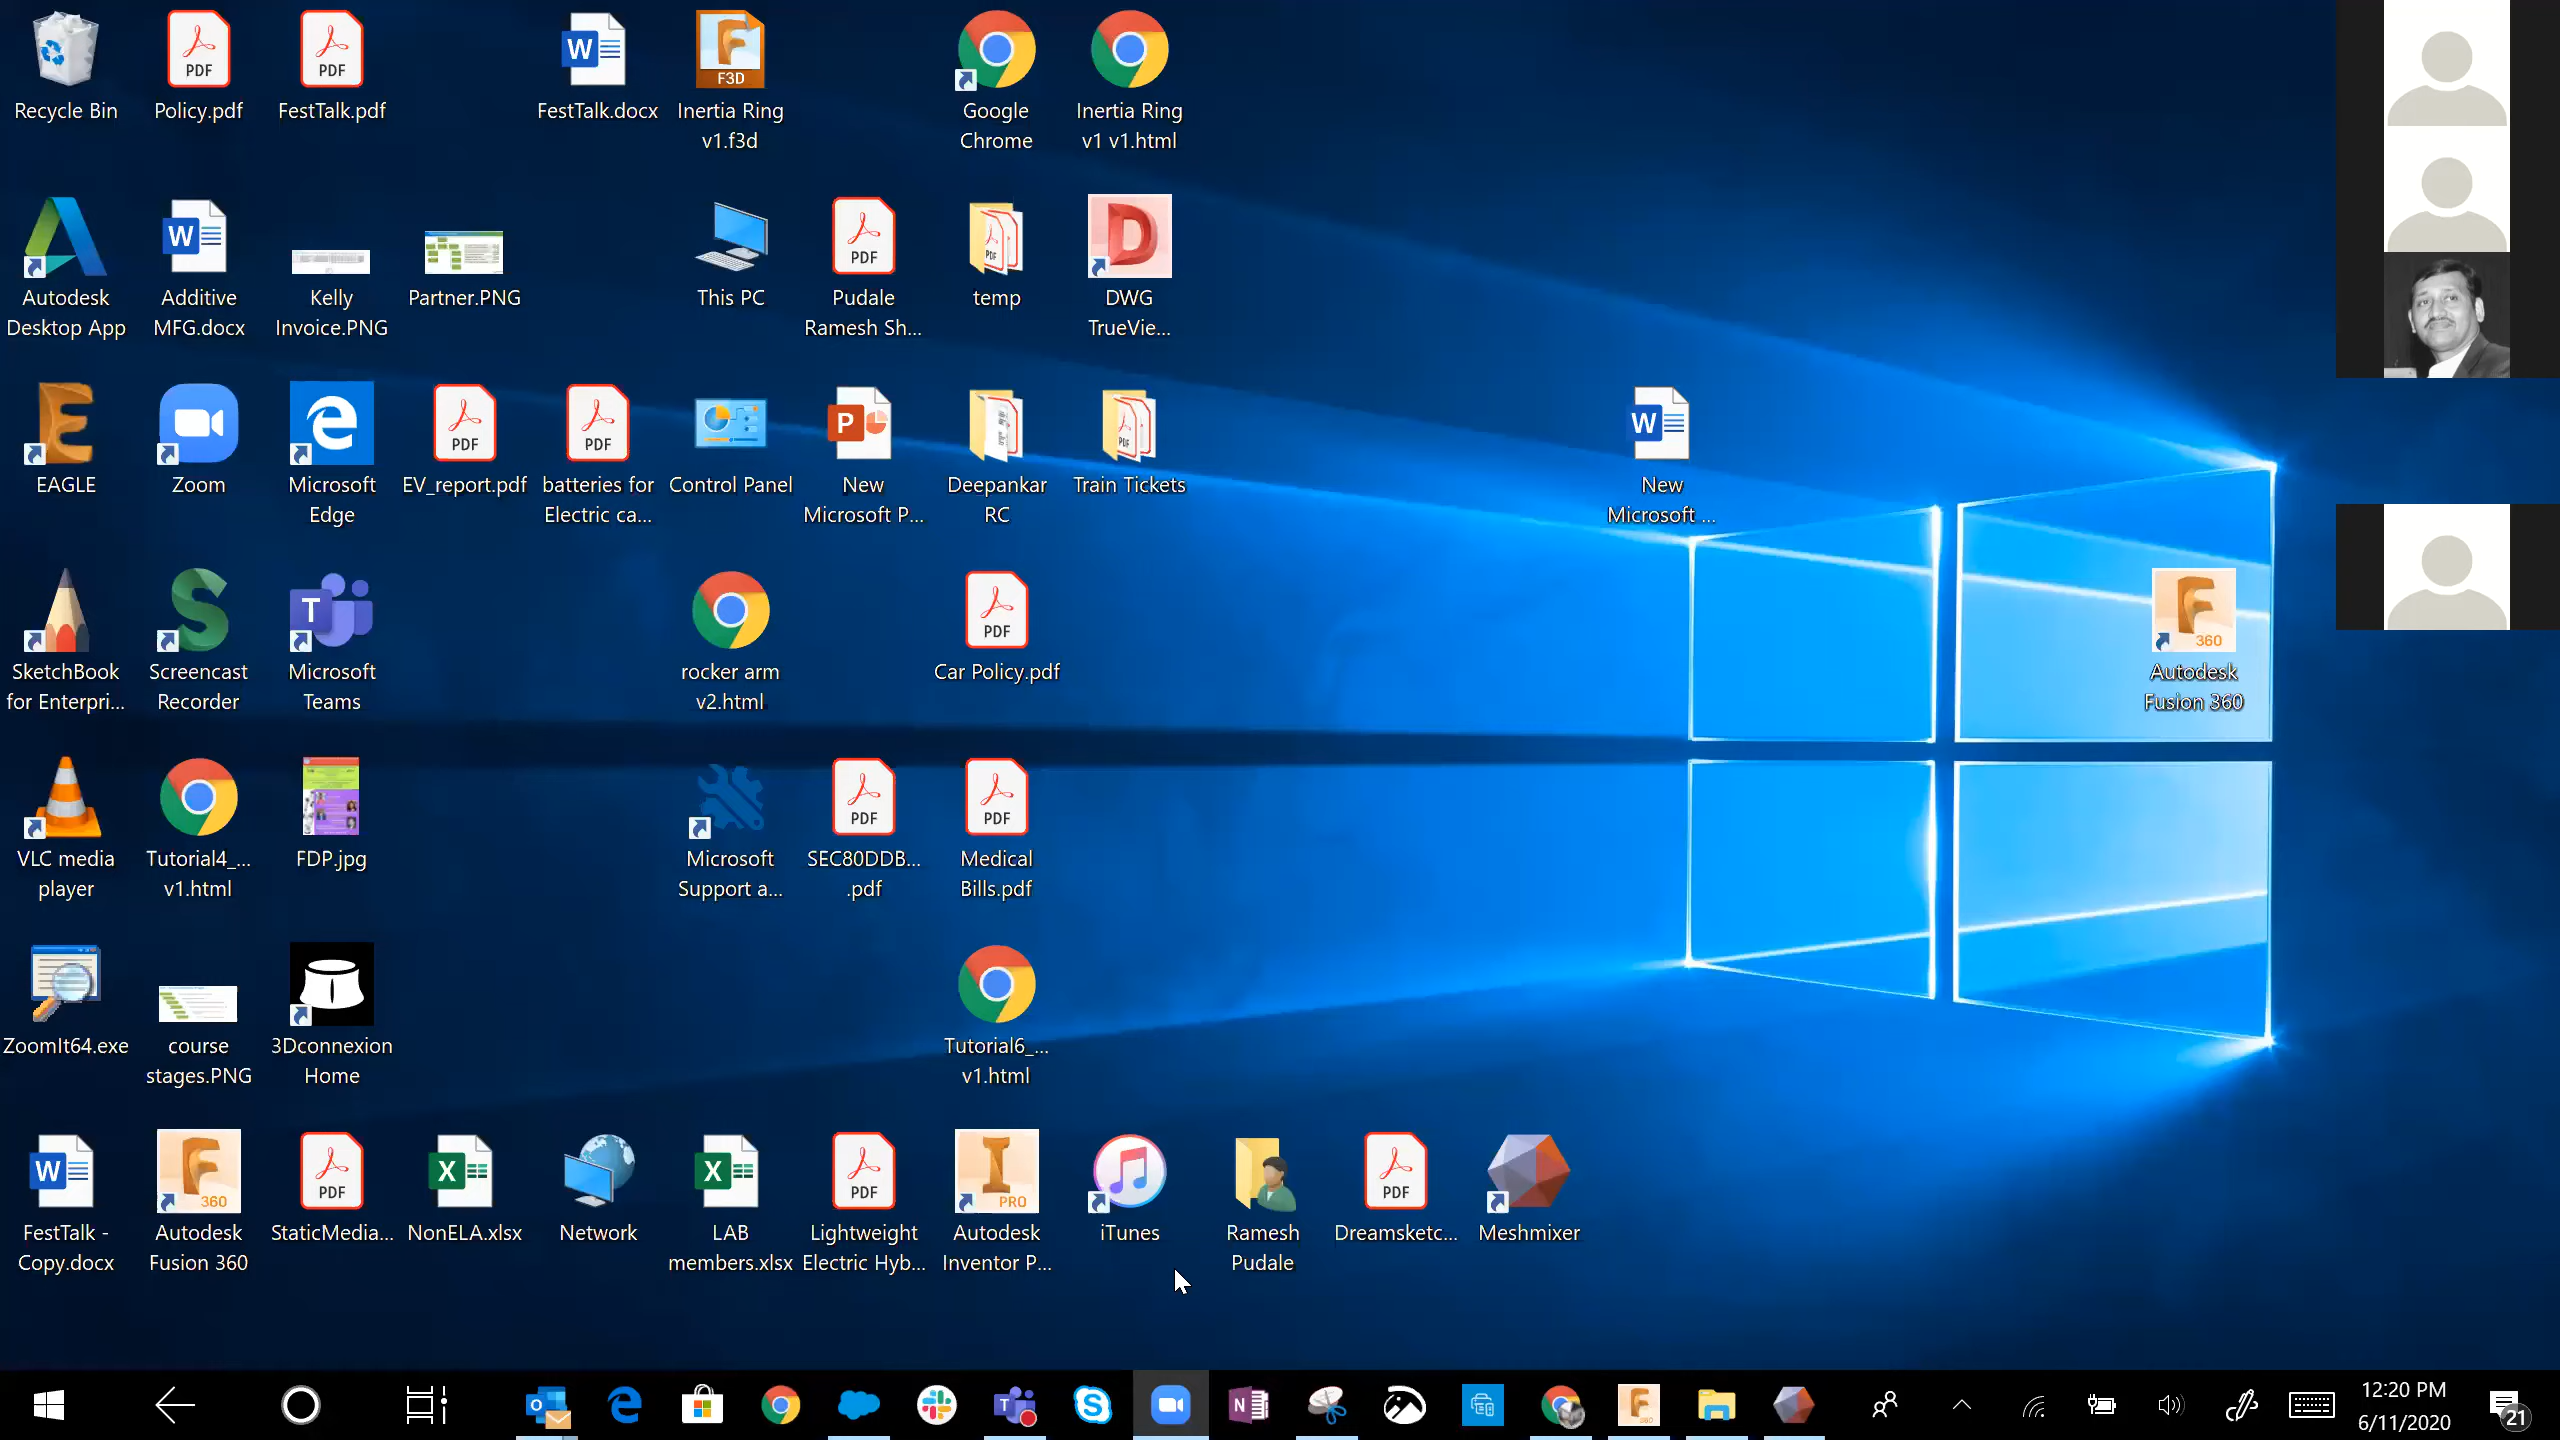 Recycle Bin
Policy.pdf
FestTalk.pdf
FestTalk.docx
Inertia Ring
v1.f3d
Google
Chrome
Inertia Ring
v1 v1.html
Autodesk
Desktop App
Additive
MFG.docx
Kelly
Invoice.PNG
Partner.PNG
This PC
Pudale
Ramesh Sh...
temp
DWG
TrueVie...
EAGLE
Zoom
Microsoft
Edge
EV_report.pdf
batteries for
Electric ca...
Control Panel
New
Microsoft P...
Deepankar
RC
Train Tickets
New
Microsoft ...
SketchBook
for Enterpri...
Screencast
Recorder
Microsoft
Teams
rocker arm
v2.html
Car Policy.pdf
Autodesk
Fusion 360
VLC media
player
Tutorial4_...
v1.html
FDP.jpg
Microsoft
Support a...
SEC80DDB...
.pdf
Medical
Bills.pdf
ZoomIt64.exe
course
stages.PNG
3Dconnexion
Home
Tutorial6_...
v1.html
FestTalk -
Copy.docx
Autodesk
Fusion 360
StaticMedia...
NonELA.xlsx
Network
LAB
members.xlsx
Lightweight
Electric Hyb...
Autodesk
Inventor P...
iTunes
Ramesh
Pudale
Dreamsketc...
Meshmixer
12:20 PM
6/11/2020
21